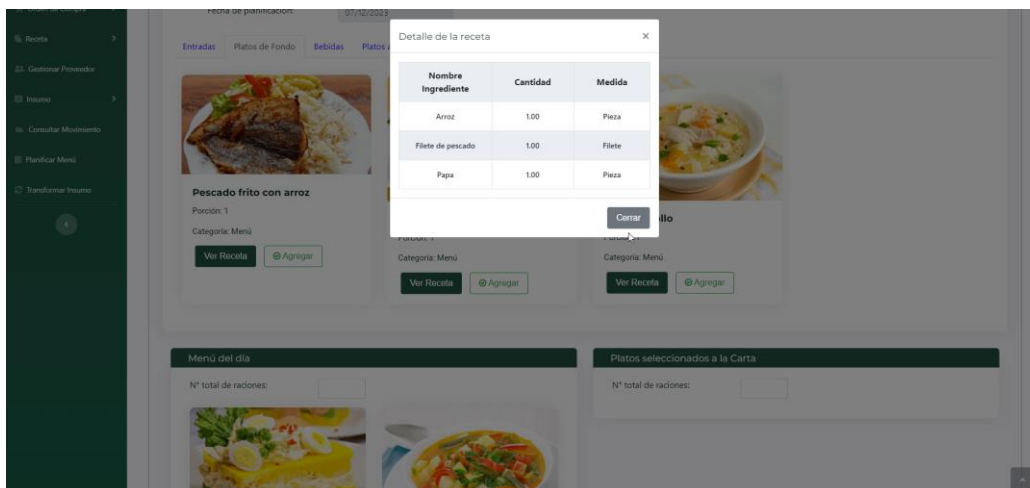 Receta
Gestionar Proveedor
Insumo
Consultar Movimiento
Planificar Menú
Transformar Insumo
Fecha de planificación:
07/12/2023
Entradas
Platos de Fondo
Bebidas
Platos
Detalle de la receta
×
Nombre
Ingrediente
Cantidad
Medida
Arroz
1.00
Pieza
Filete de pescado
1.00
Filete
Papa
1.00
Pieza
Cerrar
Pescado frito con arroz
Porción: 1
Categoría: Menú
Ver Receta
Agregar
Porción: 1
Categoría: Menú
Ver Receta
Agregar
llo
Categoría: Menú
Ver Receta
Agregar
Menú del día
N° total de raciones:
Platos seleccionados a la Carta
N° total de raciones: